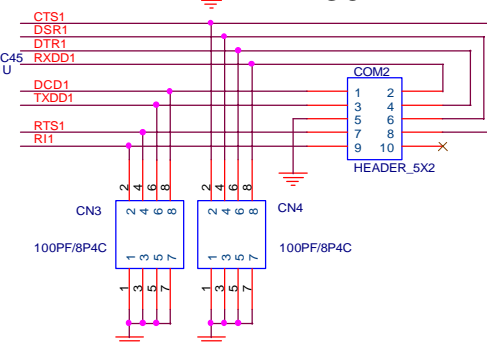 CTS1
DSR1
DTR1
C45 RXDD1
U
COM2
DCD1 1 2
TXDD1 3 4
5 6
RTS1 7 8
RI1 9 10
HEADER_5X2
2 4 6 8 2 4 6 8
CN3 2 4 6 8 2 4 6 8 CN4
100PF/8P4C 100PF/8P4C
1 3 5 7 1 3 5 7
1 3 5 7 1 3 5 7